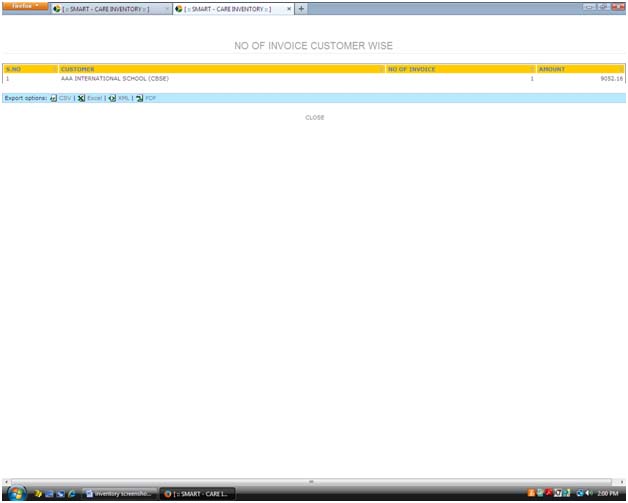 Firefox
[ :: SMART - CARE INVENTORY :: ] × [ :: SMART - CARE INVENTORY :: ] × +
NO OF INVOICE CUSTOMER WISE
S.NO CUSTOMER NO OF INVOICE AMOUNT
1 AAA INTERNATIONAL SCHOOL (CBSE) 1 9052.16
Export options: CSV | Excel | XML | PDF
CLOSE
inventory screensho... [ :: SMART - CARE I... 2:00 PM